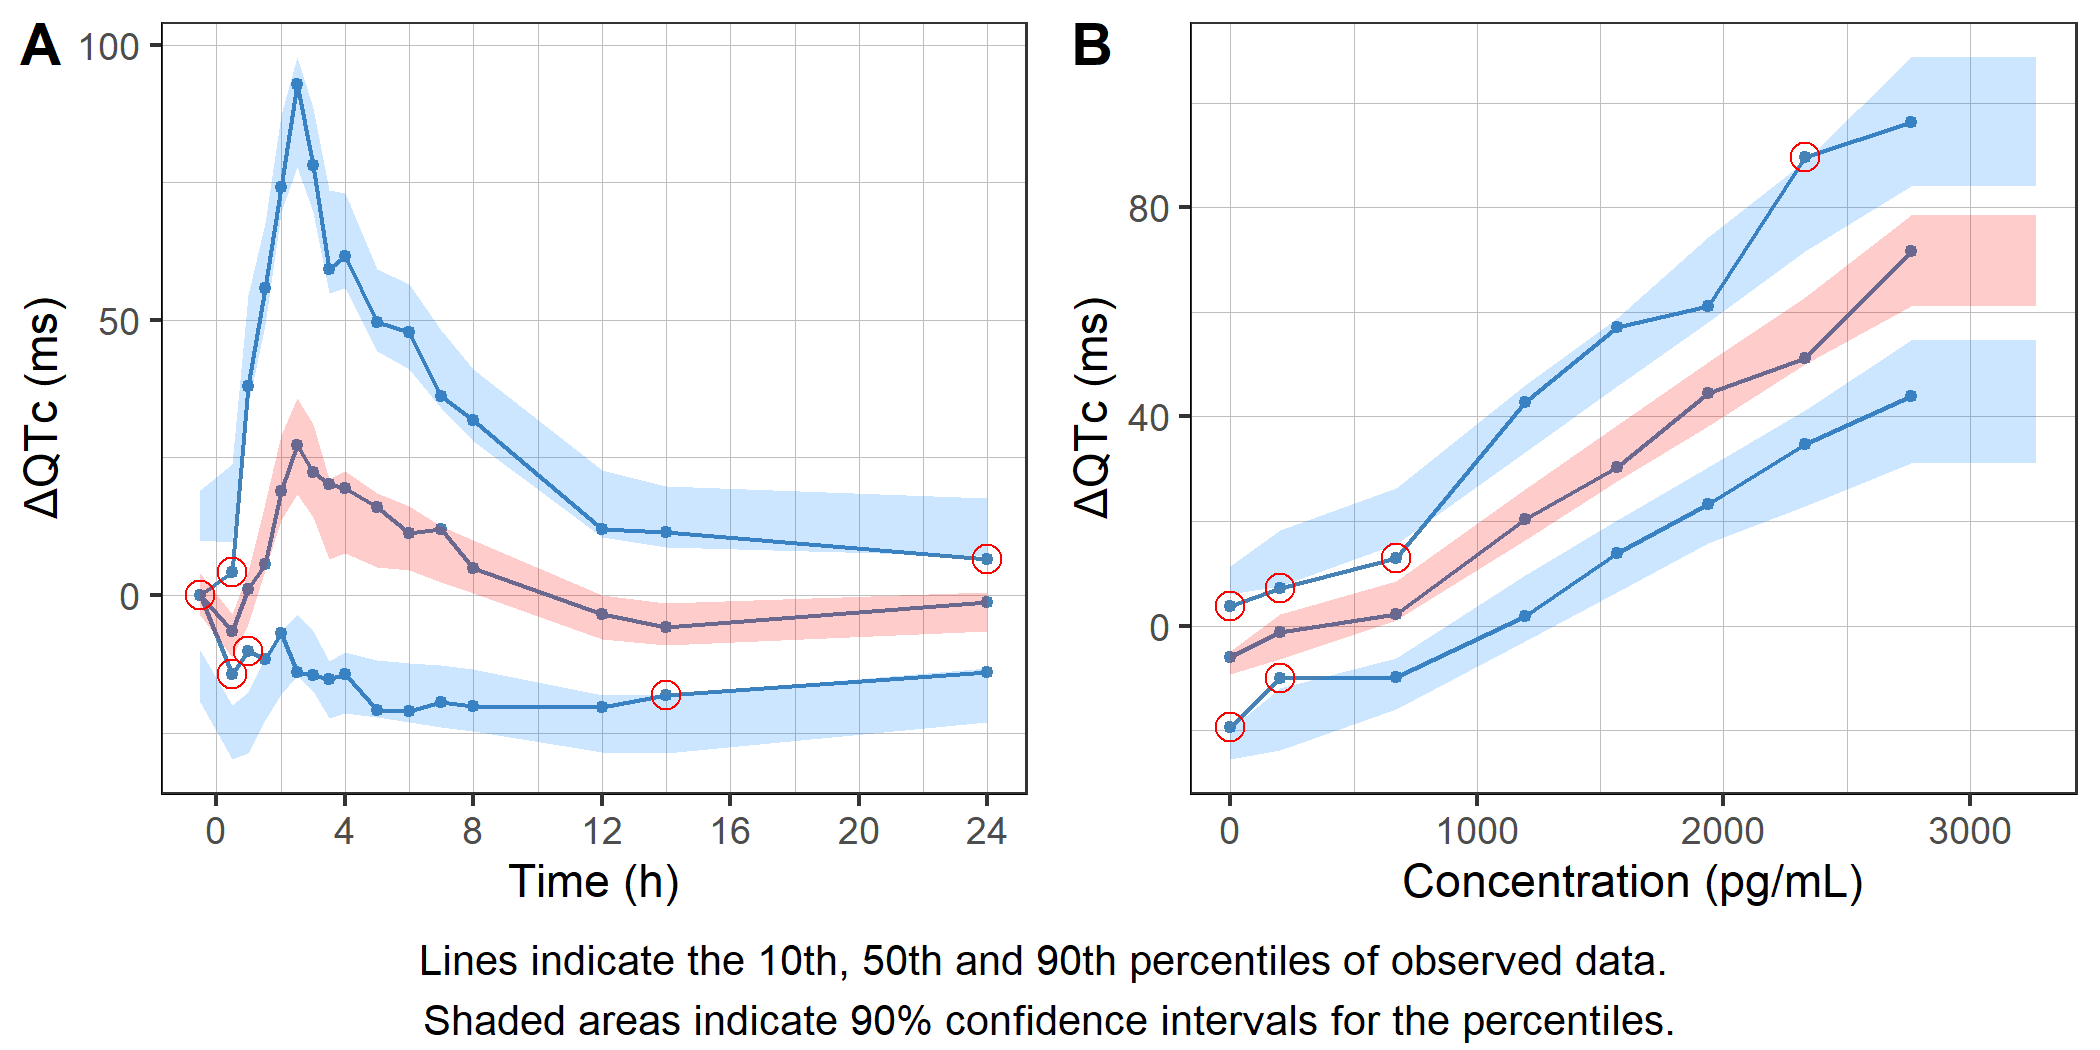 A
100
50
0
ΔQTc (ms)
0 4 8 12 16 20 24
Time (h)
B
80
40
0
ΔQTc (ms)
0 1000 2000 3000
Concentration (pg/mL)
Lines indicate the 10th, 50th and 90th percentiles of observed data.
Shaded areas indicate 90% confidence intervals for the percentiles.